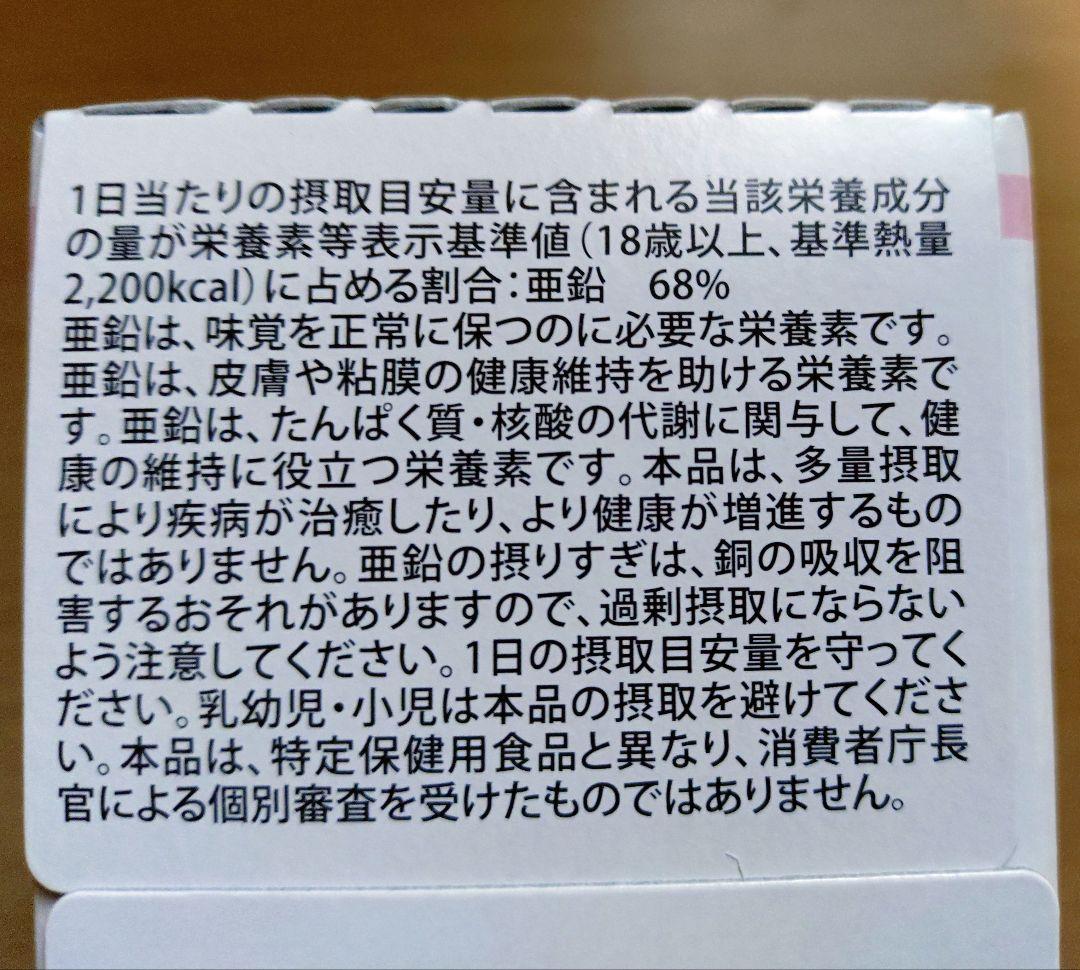 1日当たりの摂取目安量に含まれる当該栄養成分
の量が栄養素等表示基準値(18歳以上、基準熱量
2,200kcal)に占める割合:亜鉛　68%
亜鉛は、味覚を正常に保つのに必要な栄養素です。
亜鉛は、皮膚や粘膜の健康維持を助ける栄養素で
す。亜鉛は、たんぱく質・核酸の代謝に関与して、健
康の維持に役立つ栄養素です。本品は、多量摂取
により疾病が治癒したり、より健康が増進するもの
ではありません。亜鉛の摂りすぎは、銅の吸収を阻
害するおそれがありますので、過剰摂取にならない
よう注意してください。1日の摂取目安量を守ってく
ださい。乳幼児・小児は本品の摂取を避けてくださ
い。本品は、特定保健用食品と異なり、消費者庁長
官による個別審査を受けたものではありません。